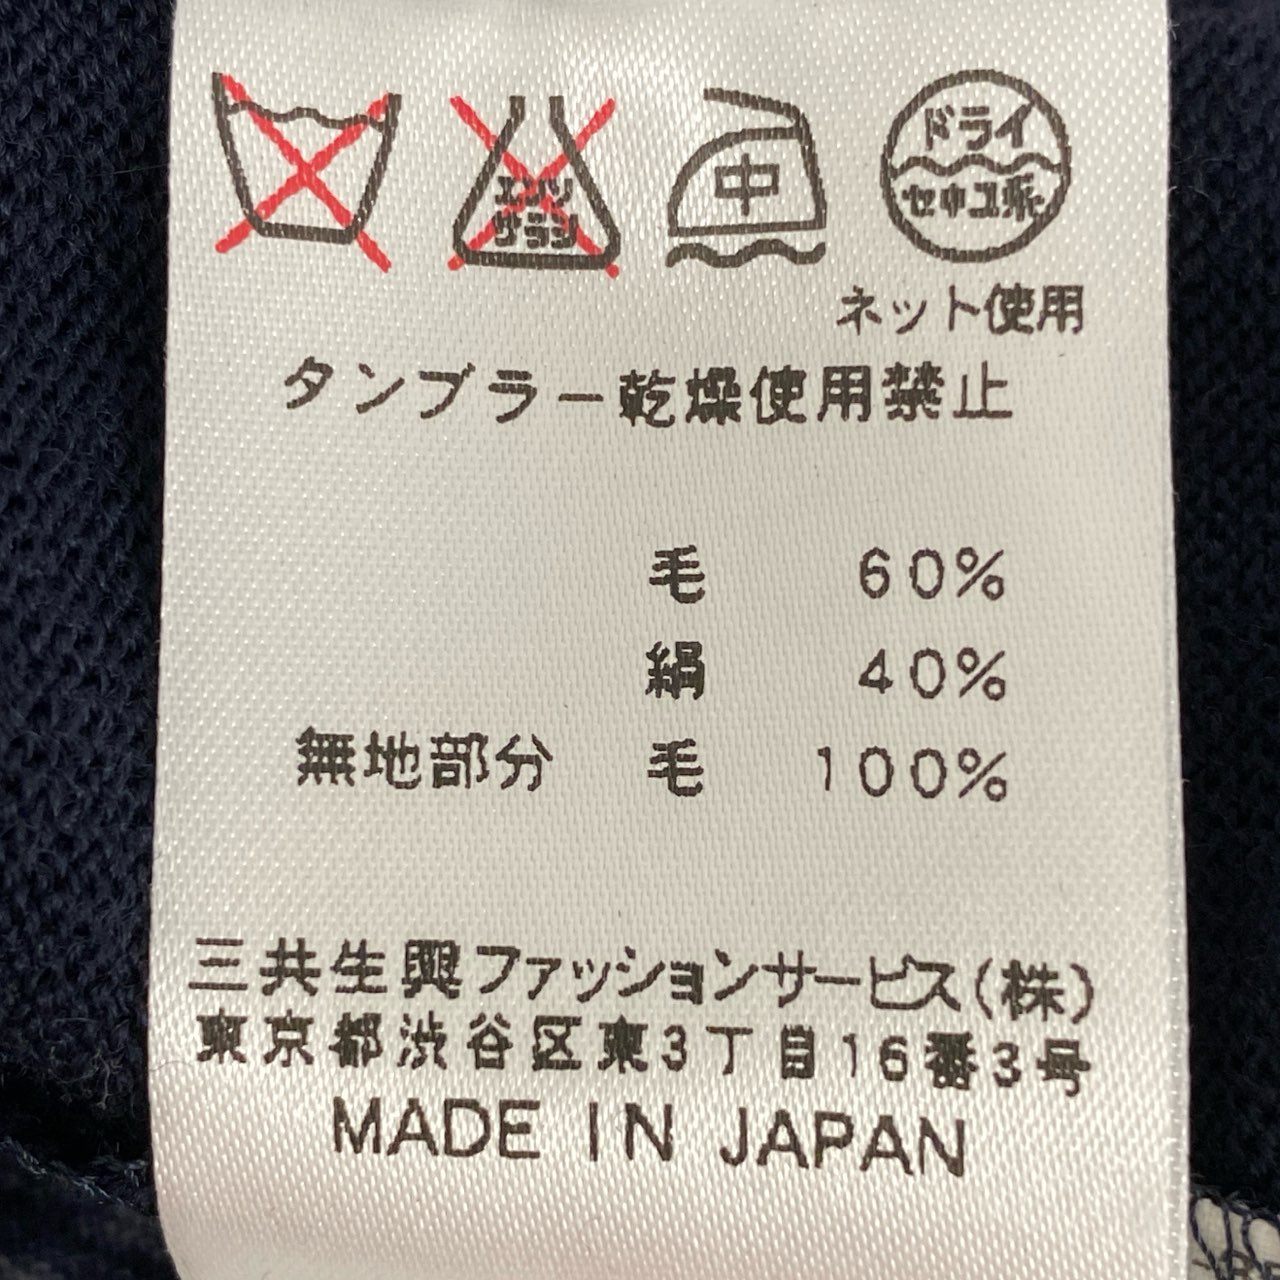 エンソ
サラシ
中
ドライ
セキユ系
ネット使用
タンブラー乾燥使用禁止
毛 60%
絹 40%
無地部分 毛 100%
三共生興ファッションサービス(株)
東京都渋谷区東3丁目16番3号
MADE IN JAPAN